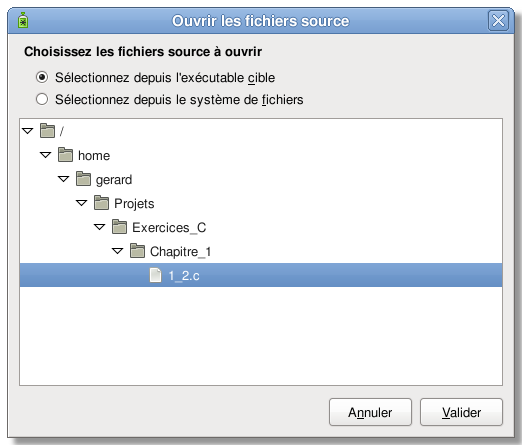 Ouvrir les fichiers source
Choisissez les fichiers source à ouvrir
Sélectionnez depuis l'exécutable cible
Sélectionnez depuis le système de fichiers
/
home
gerard
Projets
Exercices_C
Chapitre_1
1_2.c
Annuler Valider